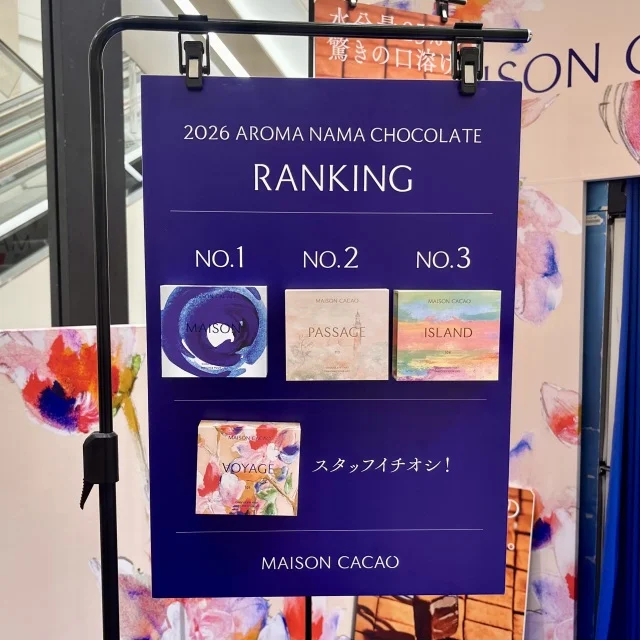 驚きの口溶け
MAISON C
2026 AROMA NAMA CHOCOLATE
RANKING
NO.1
NO.2
NO.3
MAISON
MAISON CACAO
PASSAGE
MAISON CACAO
ISLAND
MAISON CACAO
VOYAGE
スタッフイチオシ！
MAISON CACAO